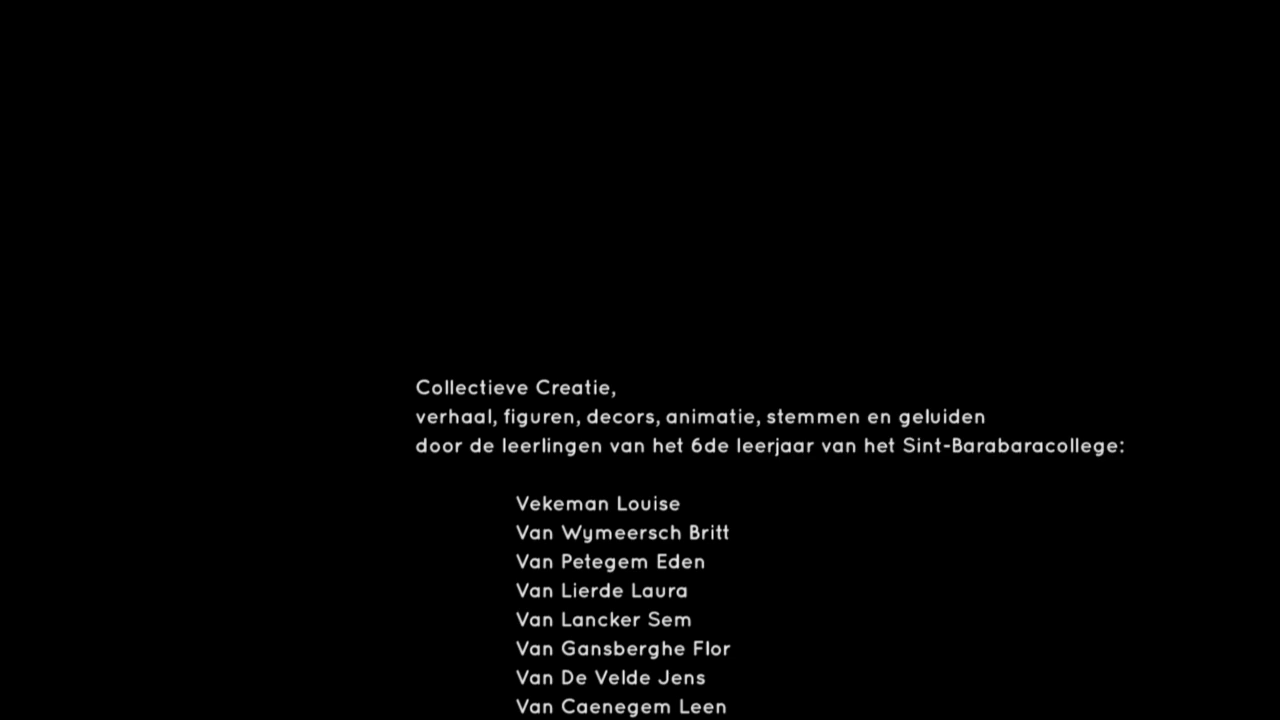 Collectieve Creatie,
verhaal, figuren, decors, animatie, stemmen en geluiden
door de leerlingen van het 6de leerjaar van het Sint-Barabaracollege:
Vekeman Louise
Van Wymeersch Britt
Van Petegem Eden
Van Lierde Laura
Van Lancker Sem
Van Gansberghe Flor
Van De Velde Jens
Van Caenegem Leen